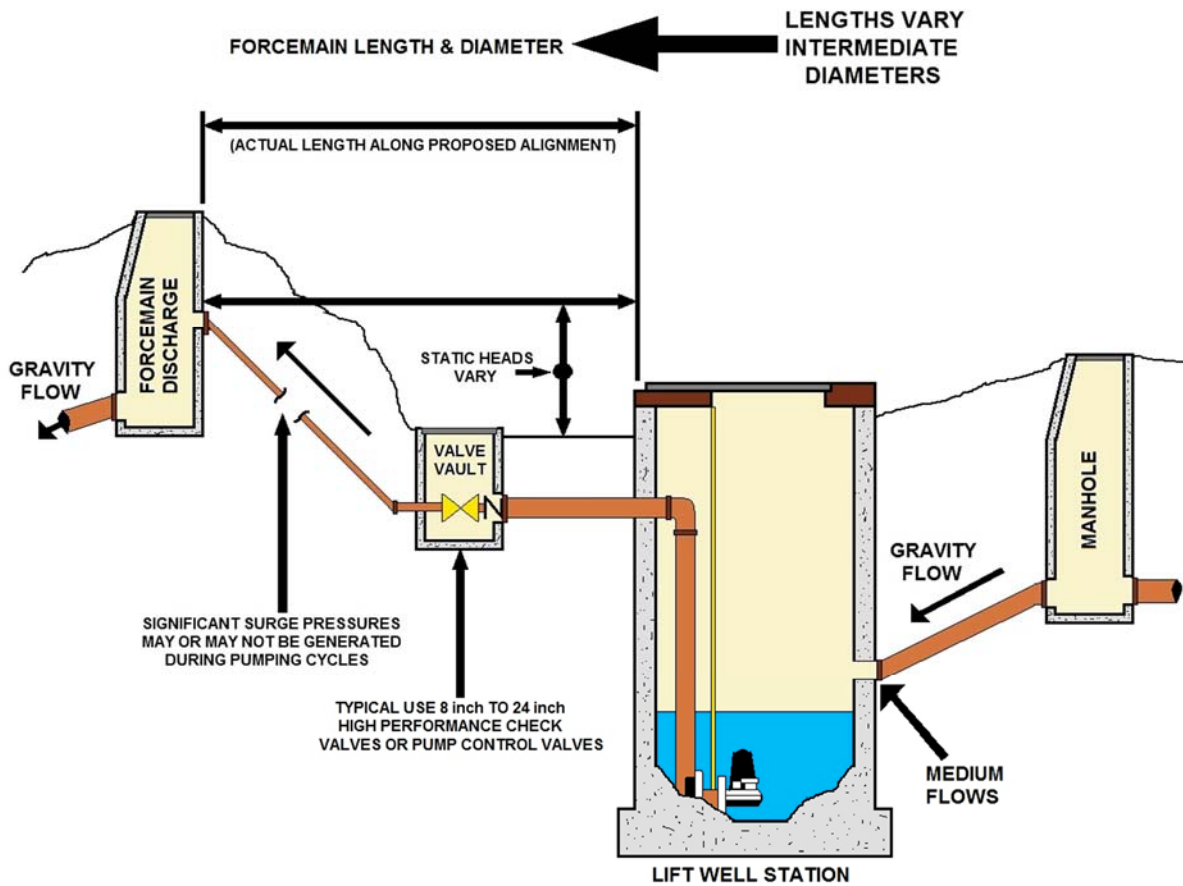 FORCEMAIN LENGTH & DIAMETER
LENGTHS VARY
INTERMEDIATE
DIAMETERS
(ACTUAL LENGTH ALONG PROPOSED ALIGNMENT)
FORCEMAIN
DISCHARGE
GRAVITY
FLOW
STATIC HEADS
VARY
VALVE
VAULT
MANHOLE
GRAVITY
FLOW
SIGNIFICANT SURGE PRESSURES
MAY OR MAY NOT BE GENERATED
DURING PUMPING CYCLES
TYPICAL USE 8 inch TO 24 inch
HIGH PERFORMANCE CHECK
VALVES OR PUMP CONTROL VALVES
MEDIUM
FLOWS
LIFT WELL STATION